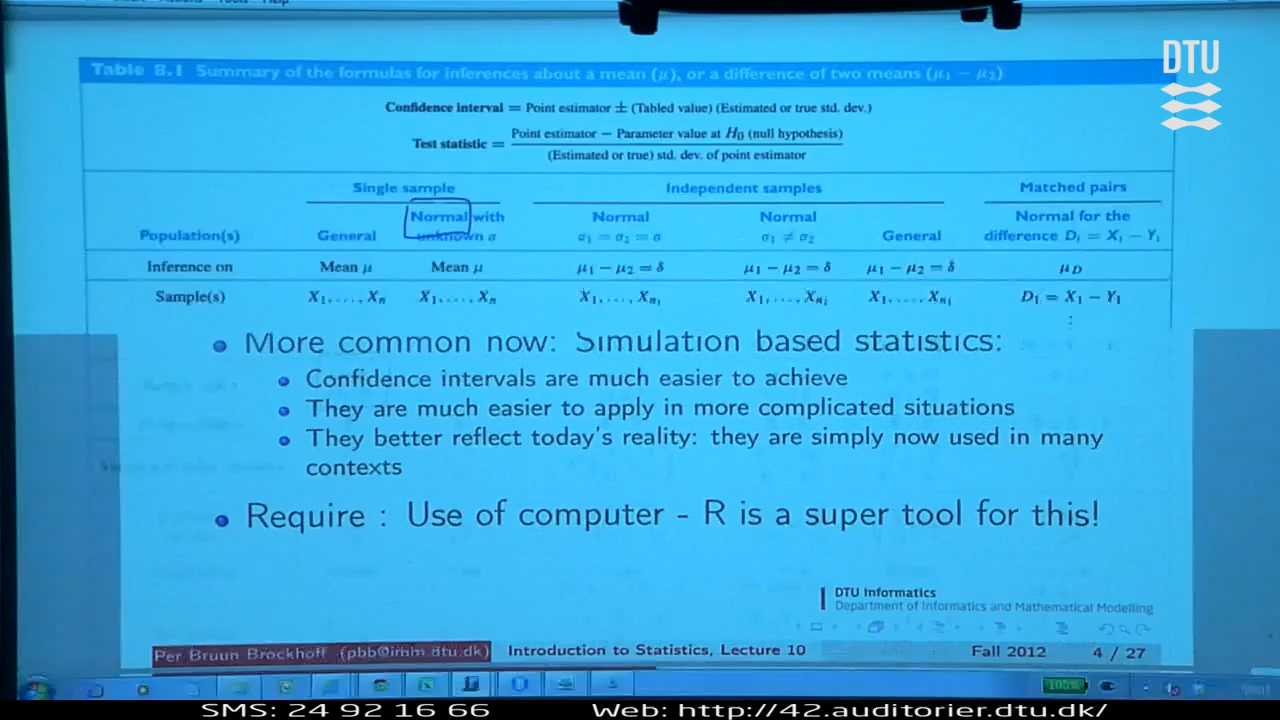 DTU
Table 8.1 Summary of the formulas for inferences about a mean (μ), or a difference of two means (μ₁ − μ₂)
Confidence interval = Point estimator ± (Tabled value) (Estimated or true std. dev.)
Test statistic = Point estimator − Parameter value at H₀ (null hypothesis)
(Estimated or true) std. dev. of point estimator
Single sample Independent samples Matched pairs
Normal with Normal Normal Normal for the
Population(s) General unknown σ σ₁ = σ₂ = σ σ₁ ≠ σ₂ General difference Dᵢ = Xᵢ − Yᵢ
Inference on Mean μ Mean μ μ₁ − μ₂ = δ μ₁ − μ₂ = δ μ₁ − μ₂ = δ μD
Sample(s) X₁, ..., Xₙ X₁, ..., Xₙ X₁, ..., Xn₁ X₁, ..., Xn₁ X₁, ..., Xn₁ D₁ = X₁ − Y₁
More common now: Simulation based statistics:
Confidence intervals are much easier to achieve
They are much easier to apply in more complicated situations
They better reflect today's reality: they are simply now used in many
contexts
Require : Use of computer - R is a super tool for this!
DTU Informatics
Department of Informatics and Mathematical Modelling
Per Bruun Brockhoff (pbb@imm.dtu.dk) Introduction to Statistics, Lecture 10 Fall 2012 4 / 27
100%
SMS: 24 92 16 66 Web: http://42.auditorier.dtu.dk/